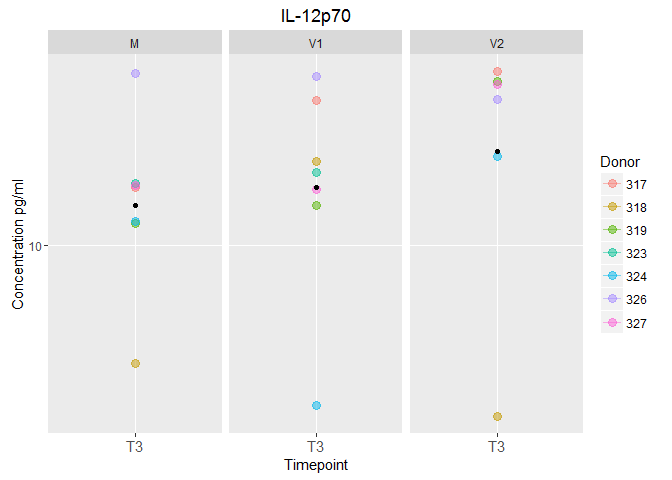 IL-12p70
M V1 V2
Concentration pg/ml
10
T3 T3 T3
Timepoint
Donor
317
318
319
323
324
326
327